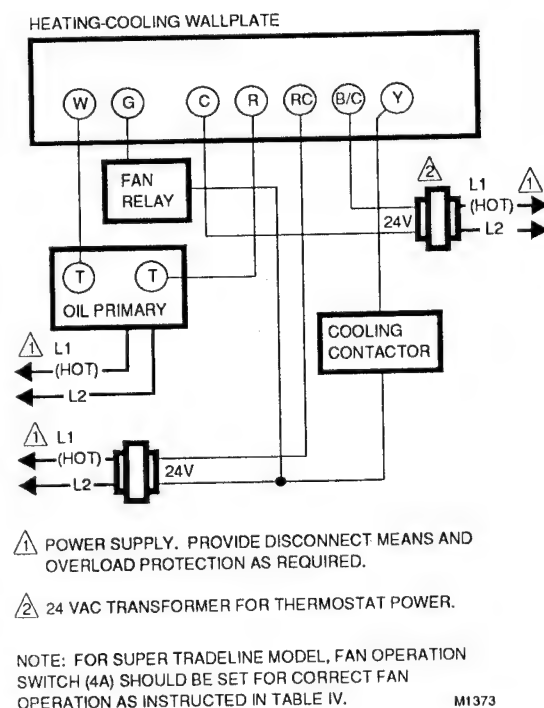 HEATING-COOLING WALLPLATE
W G C R RC B/C Y
FAN
RELAY
2
L1 1
(HOT)
24V
L2
T T
OIL PRIMARY
COOLING
CONTACTOR
1 L1
(HOT)
L2
1 L1
(HOT)
24V
L2
1 POWER SUPPLY. PROVIDE DISCONNECT MEANS AND
OVERLOAD PROTECTION AS REQUIRED.
2 24 VAC TRANSFORMER FOR THERMOSTAT POWER.
NOTE: FOR SUPER TRADELINE MODEL, FAN OPERATION
SWITCH (4A) SHOULD BE SET FOR CORRECT FAN
OPERATION AS INSTRUCTED IN TABLE IV. M1373